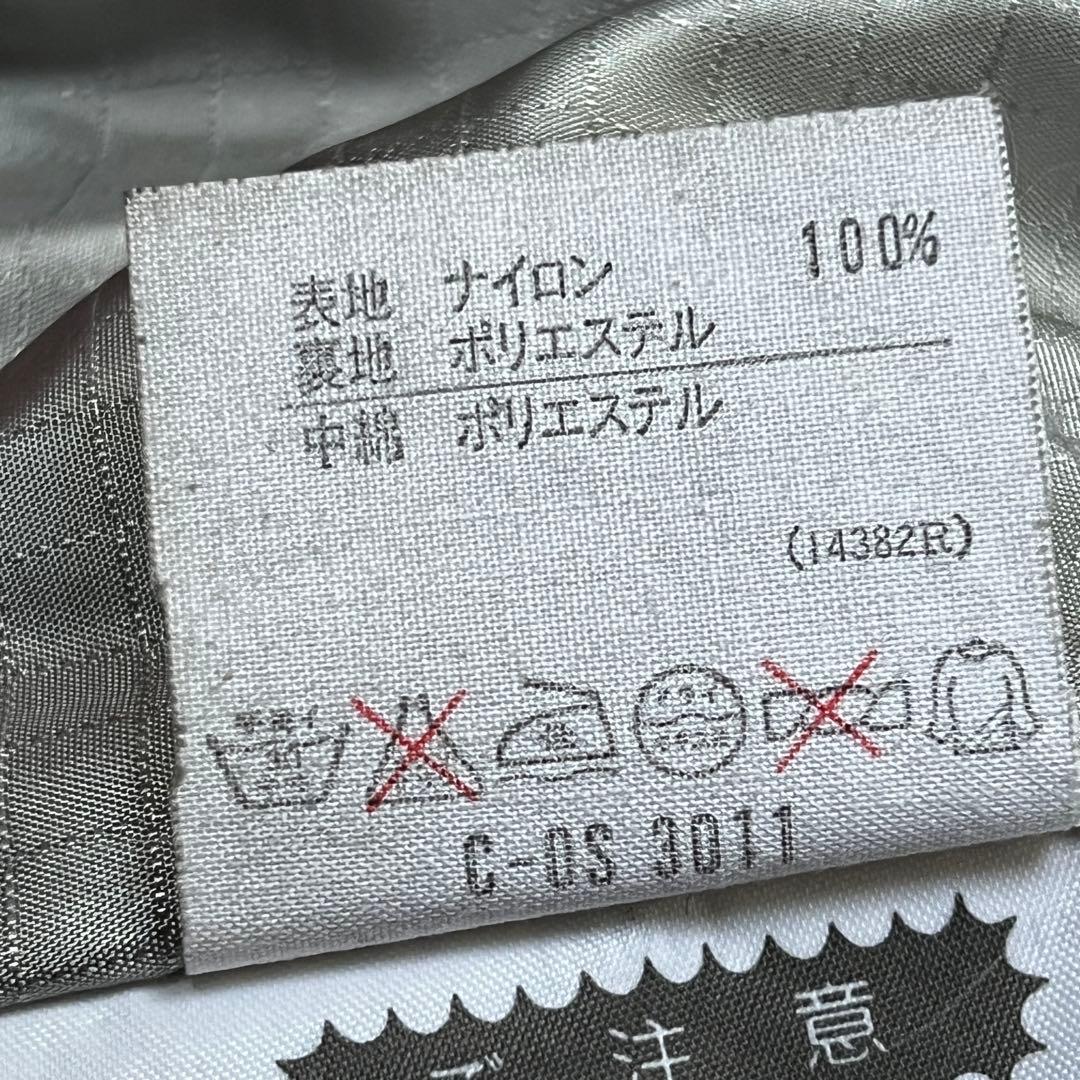 表地 ナイロン 100%
裏地 ポリエステル
中綿 ポリエステル
(14382R)
C-OS 3011
ご注意